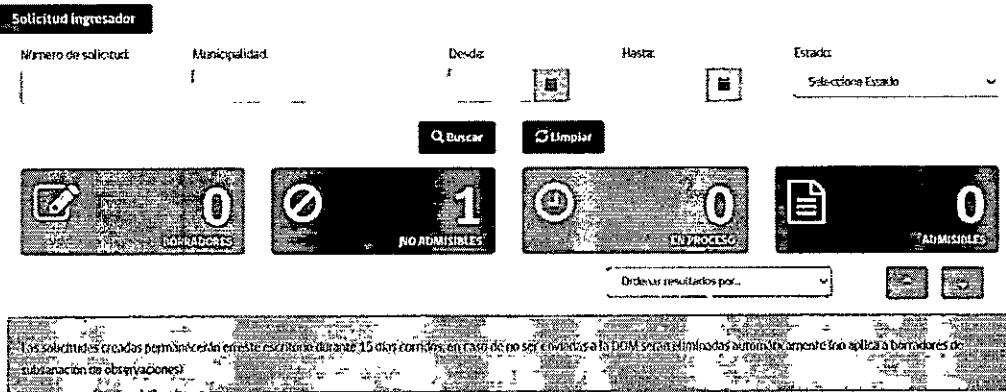 Solicitud ingresador
Número de solicitud: Municipalidad: Desde: Hasta: Estado:
Seleccione Estado
Buscar Limpiar
0 1 0 0
BORRADORES NO ADMISIBLES EN PROCESO ADMISIBLES
Ordenar resultados por...
Las solicitudes creadas permanecerán en este escritorio durante 15 días corridos, en caso de no ser enviadas a la DOM serán eliminadas automáticamente (no aplica a borradores de
subsanación de observaciones)